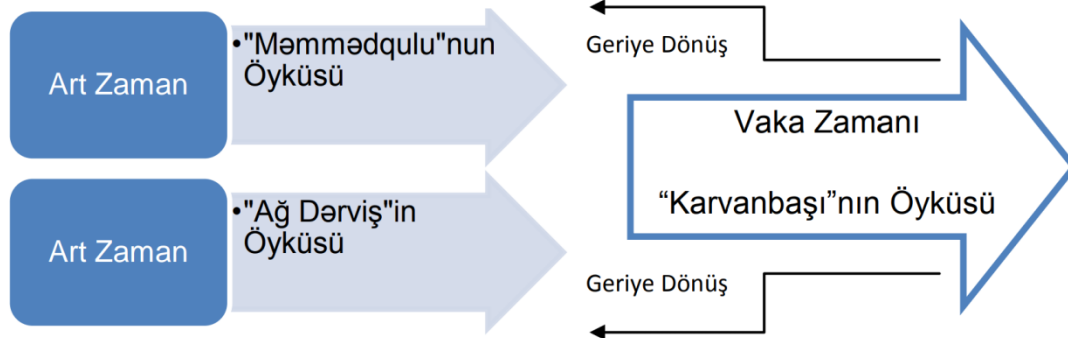 Art Zaman
•"Məmmədqulu"nun
Öyküsü
Art Zaman
•"Ağ Dərviş"in
Öyküsü
Geriye Dönüş
Vaka Zamanı
“Karvanbaşı”nın Öyküsü
Geriye Dönüş